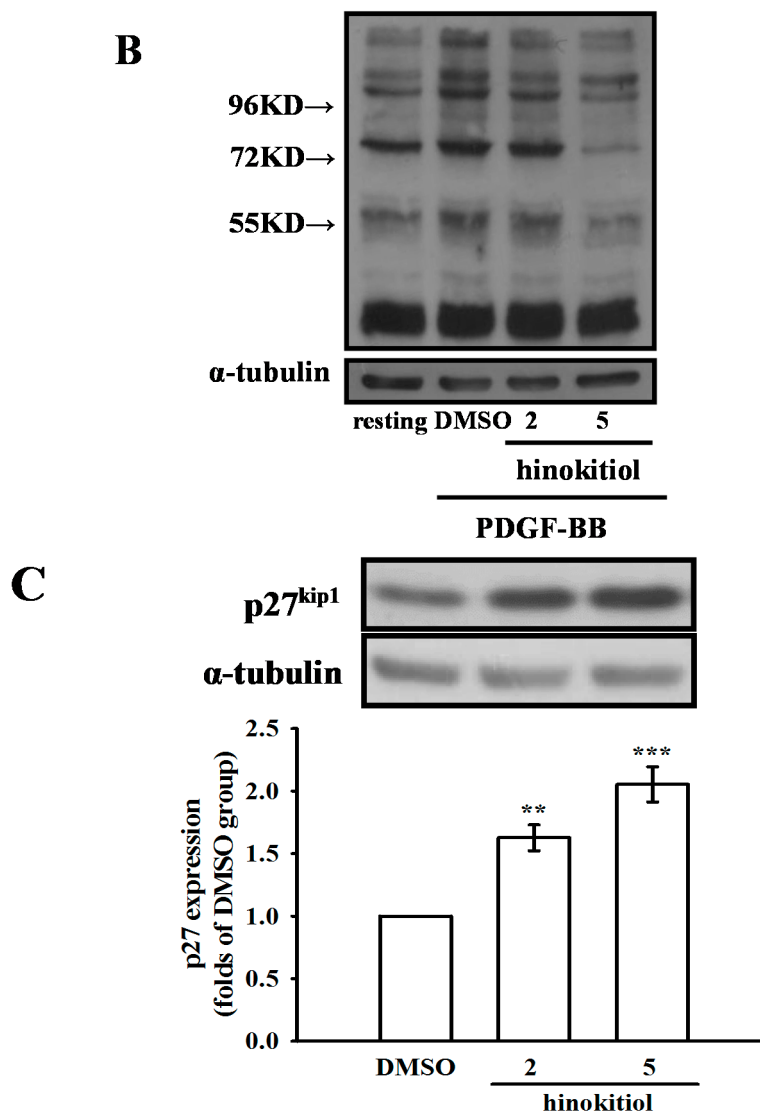 B
96KD→
72KD→
55KD→
α-tubulin
resting DMSO 2 5
hinokitiol
PDGF-BB
C
p27kip1
α-tubulin
2.5
2.0
1.5
1.0
0.5
0.0
p27 expression
(folds of DMSO group)
** ***
DMSO 2 5
hinokitiol